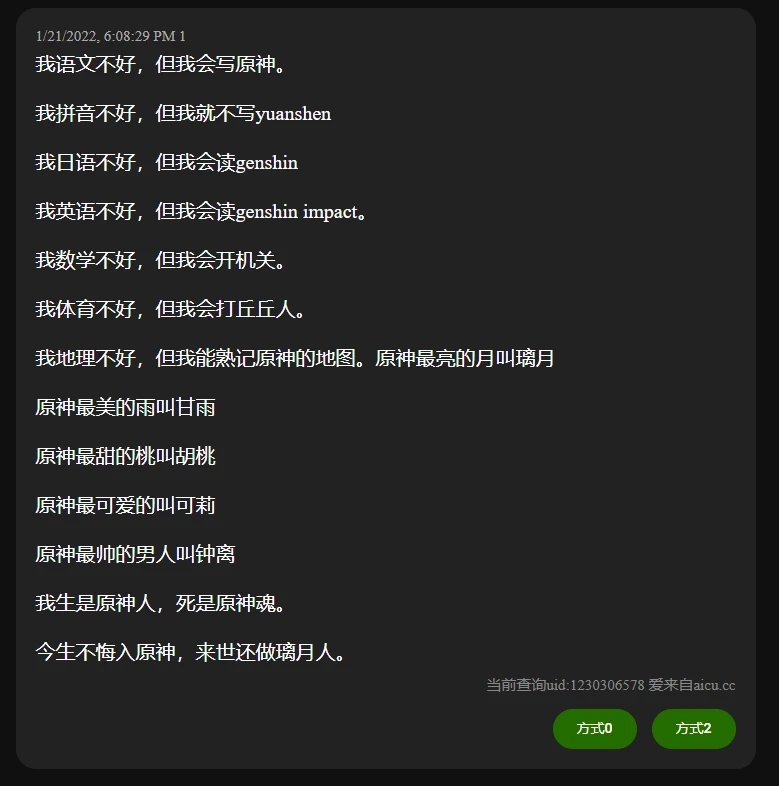 1/21/2022, 6:08:29 PM 1
我语文不好，但我会写原神。
我拼音不好，但我就不写yuanshen
我日语不好，但我会读genshin
我英语不好，但我会读genshin impact。
我数学不好，但我会开机关。
我体育不好，但我会打丘丘人。
我地理不好，但我能熟记原神的地图。原神最亮的月叫璃月
原神最美的雨叫甘雨
原神最甜的桃叫胡桃
原神最可爱的叫可莉
原神最帅的男人叫钟离
我生是原神人，死是原神魂。
今生不悔入原神，来世还做璃月人。
当前查询uid:1230306578 爱来自aicu.cc
方式0 方式2